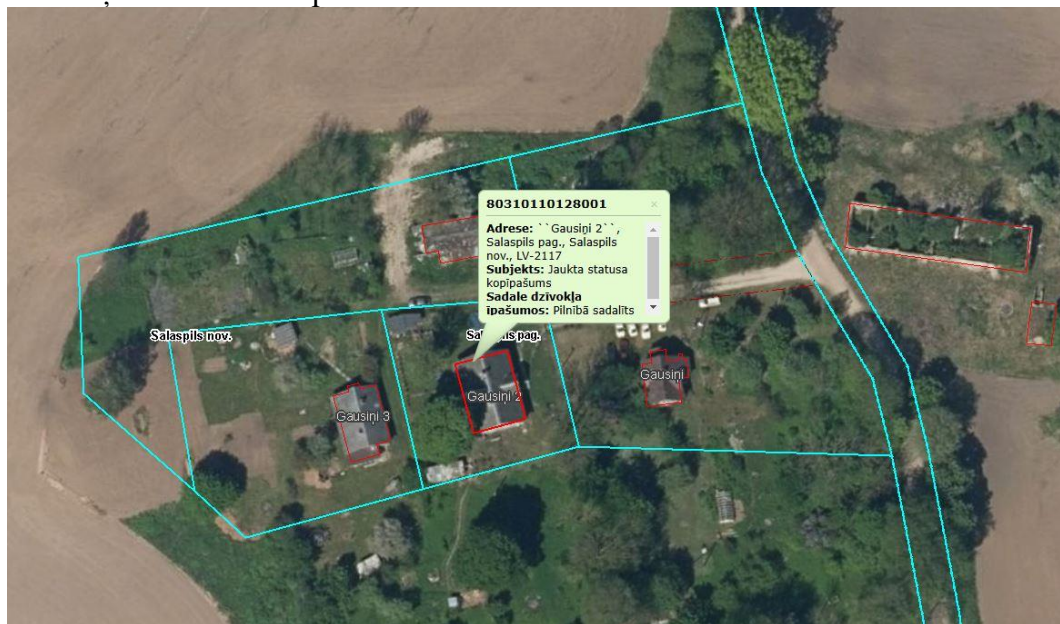 80310110128001
Adrese: ``Gausiņi 2``,
Salaspils pag., Salaspils
nov., LV-2117
Subjekts: Jaukta statusa
kopīpašums
Sadale dzīvokļa
īpašumos: Pilnībā sadalīts
Salaspils nov.
pag.
Gausiņi
Gausiņi 2
Gausiņi 3